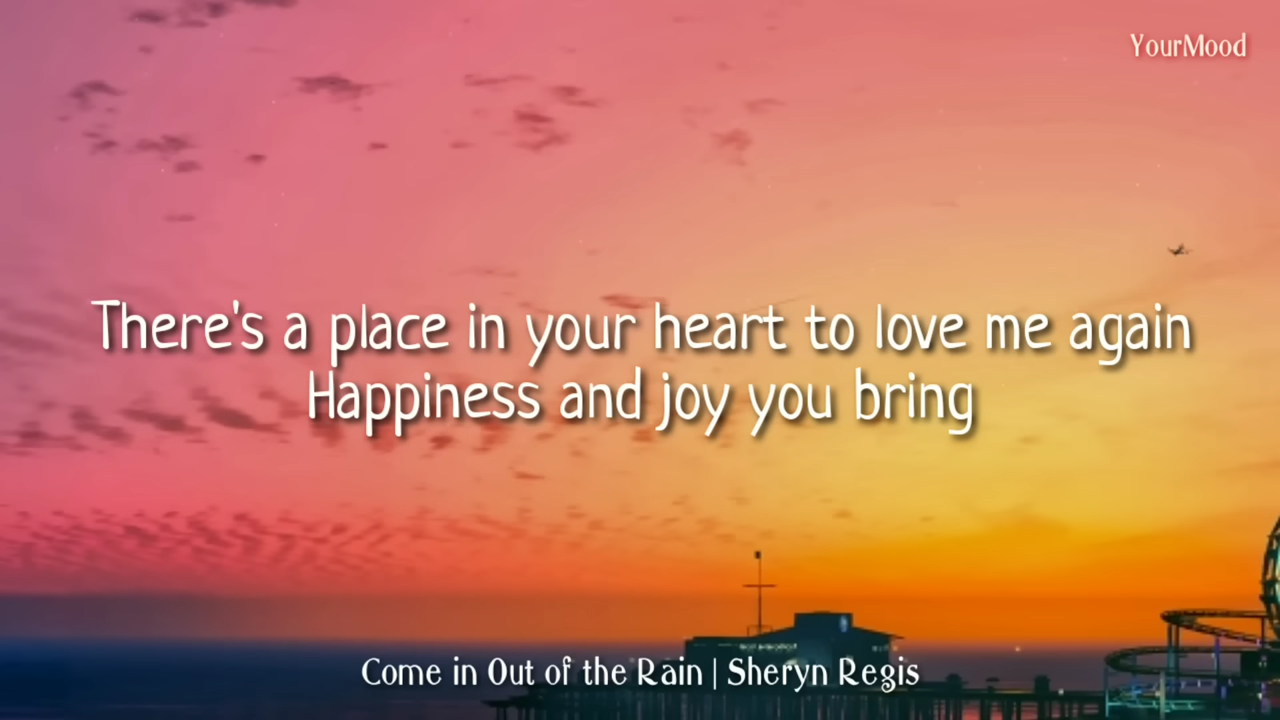 YourMood
There's a place in your heart to love me again
Happiness and joy you bring
Come in Out of the Rain | Sheryn Regis